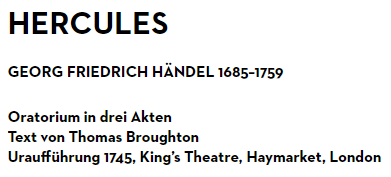 HERCULES
GEORG FRIEDRICH HÄNDEL 1685–1759
Oratorium in drei Akten
Text von Thomas Broughton
Uraufführung 1745, King's Theatre, Haymarket, London